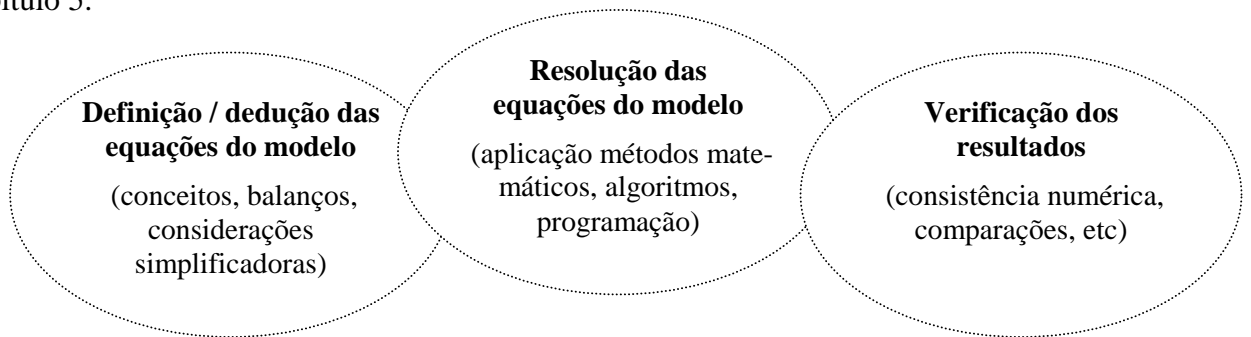 5.
Definição / dedução das
equações do modelo
(conceitos, balanços,
considerações
simplificadoras)
Resolução das
equações do modelo
(aplicação métodos mate-
máticos, algoritmos,
programação)
Verificação dos
resultados
(consistência numérica,
comparações, etc)